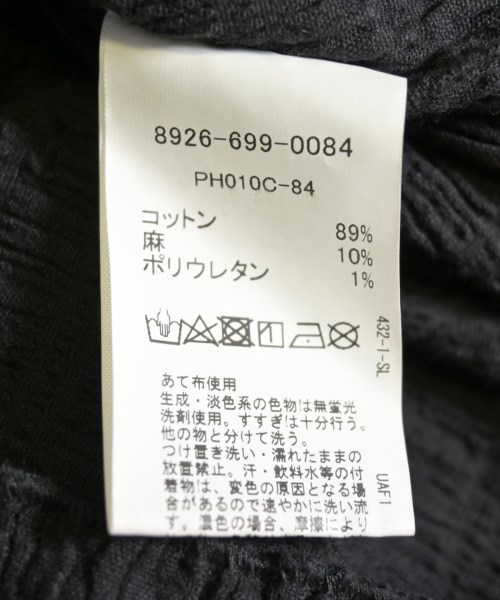 8926-699-0084
PH010C-84
コットン 89%
麻 10%
ポリウレタン 1%
あて布使用
生成・淡色系の色物は無蛍光
洗剤使用。すすぎは十分行う。
他の物と分けて洗う。
つけ置き洗い・濡れたままの
放置禁止。汗・飲料水等の付
着物は、変色の原因となる場
合があるので速やかに洗い流
す。濃色の場合、摩擦により
432-1-SL
UAF1